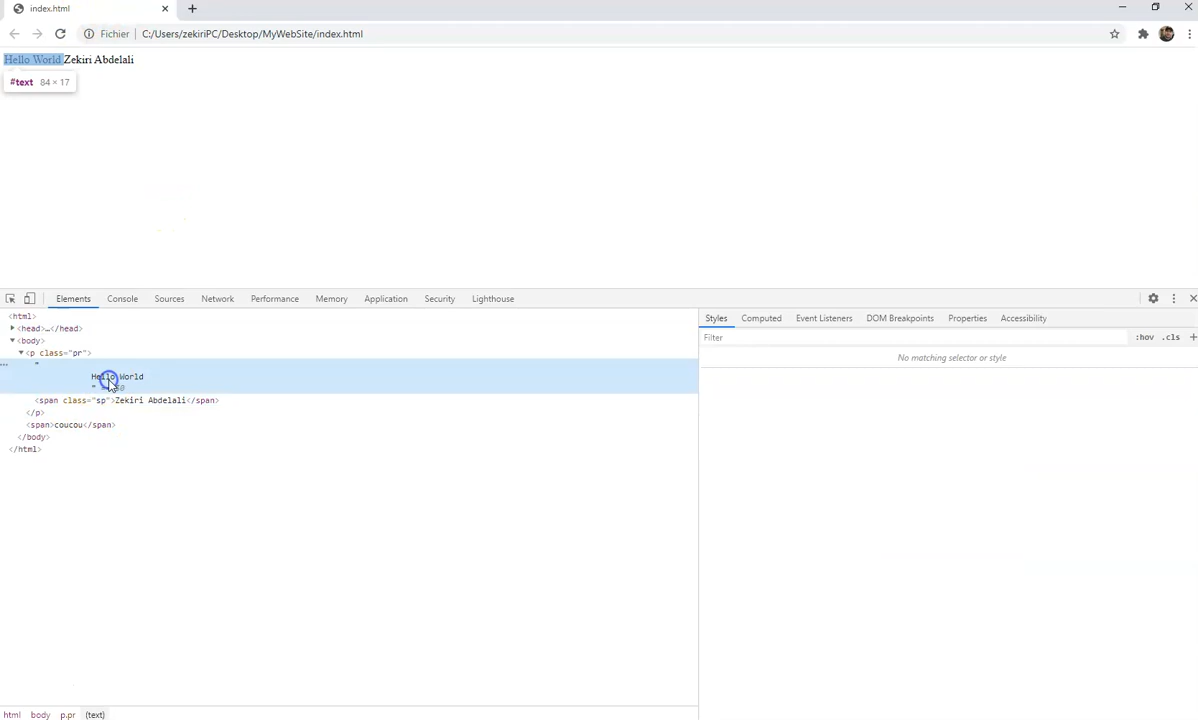 index.html
Fichier C:/Users/zekiriPC/Desktop/MyWebSite/index.html
Hello World Zekiri Abdelali
#text 84 × 17
Elements Console Sources Network Performance Memory Application Security Lighthouse
<html>
<head>…</head>
<body>
<p class="pr">
"
Hello World
"
<span class="sp">Zekiri Abdelali</span>
</p>
<span>coucou</span>
</body>
</html>
Styles Computed Event Listeners DOM Breakpoints Properties Accessibility
Filter :hov .cls +
No matching selector or style
html body p.pr (text)